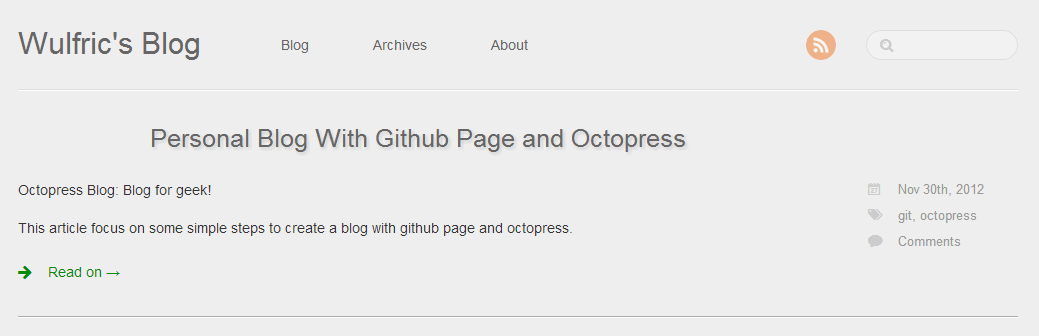 Wulfric's Blog
Blog
Archives
About
Personal Blog With Github Page and Octopress
Octopress Blog: Blog for geek!
This article focus on some simple steps to create a blog with github page and octopress.
Read on →
Nov 30th, 2012
git, octopress
Comments